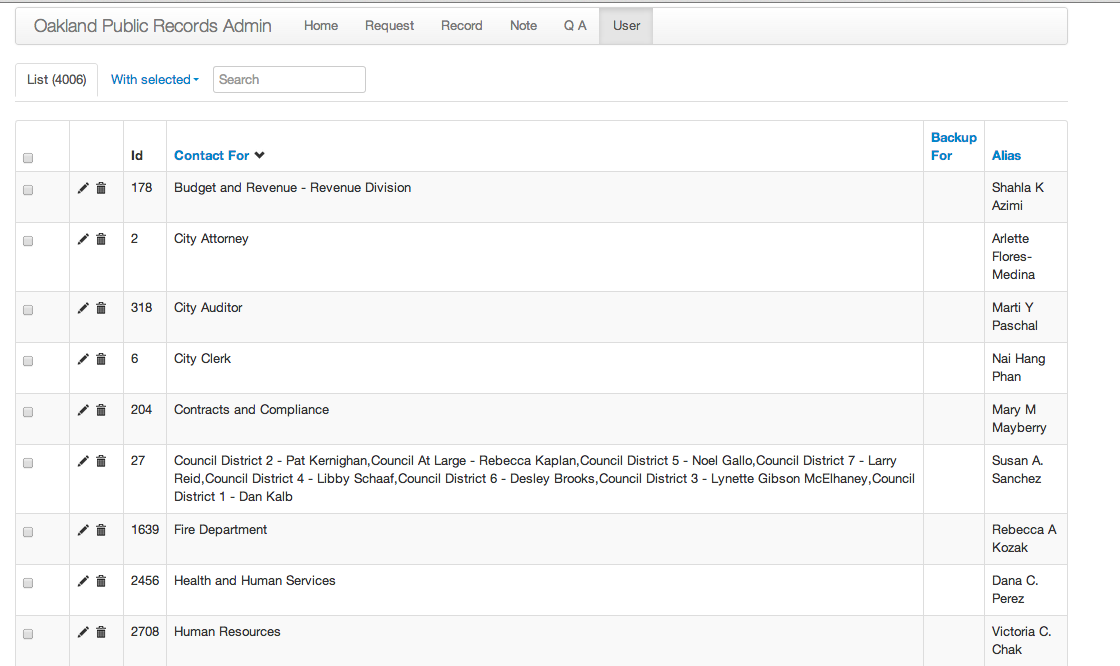 Oakland Public Records Admin Home Request Record Note Q A User
List (4006) With selected Search
Id Contact For Backup For Alias
178 Budget and Revenue - Revenue Division Shahla K
Azimi
2 City Attorney Arlette
Flores-
Medina
318 City Auditor Marti Y
Paschal
6 City Clerk Nai Hang
Phan
204 Contracts and Compliance Mary M
Mayberry
27 Council District 2 - Pat Kernighan,Council At Large - Rebecca Kaplan,Council District 5 - Noel Gallo,Council District 7 - Larry Susan A.
Reid,Council District 4 - Libby Schaaf,Council District 6 - Desley Brooks,Council District 3 - Lynette Gibson McElhaney,Council Sanchez
District 1 - Dan Kalb
1639 Fire Department Rebecca A
Kozak
2456 Health and Human Services Dana C.
Perez
2708 Human Resources Victoria C.
Chak